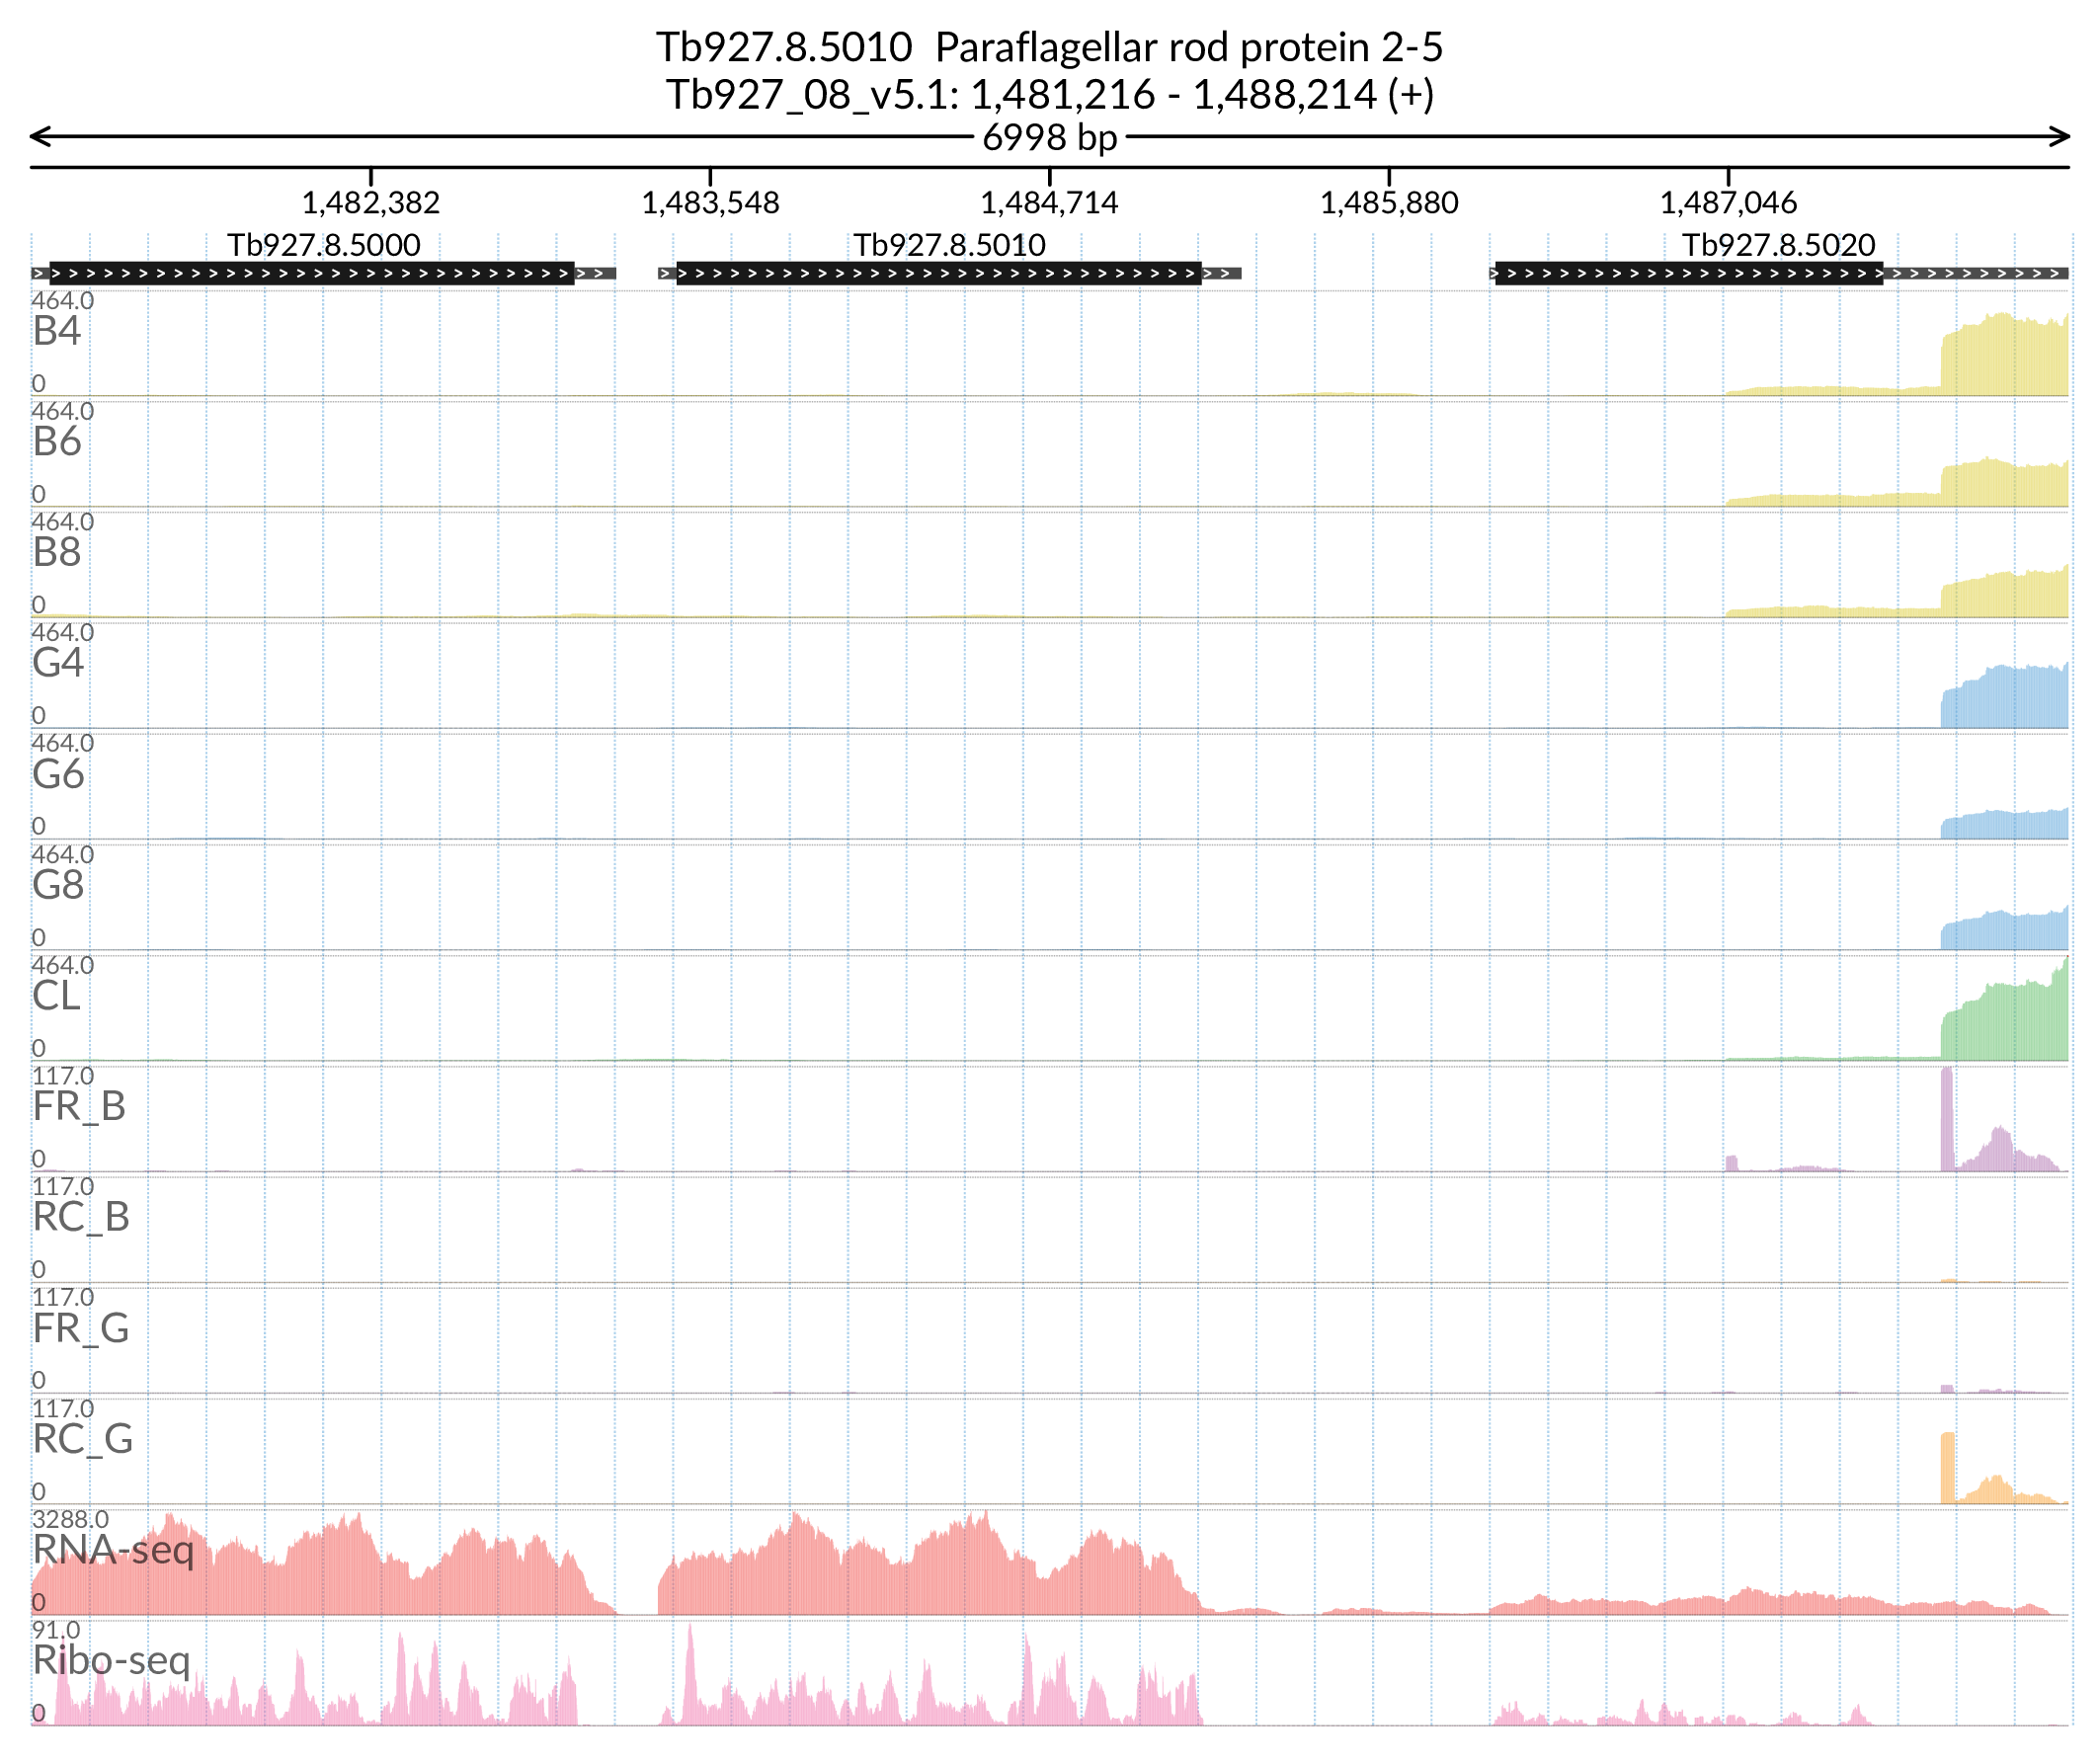 Tb927.8.5010 Paraflagellar rod protein 2-5
Tb927_08_v5.1: 1,481,216 - 1,488,214 (+)
6998 bp
1,482,382 1,483,548 1,484,714 1,485,880 1,487,046
Tb927.8.5000 Tb927.8.5010 Tb927.8.5020
464.0
B4
0
464.0
B6
0
464.0
B8
0
464.0
G4
0
464.0
G6
0
464.0
G8
0
464.0
CL
0
117.0
FR_B
0
117.0
RC_B
0
117.0
FR_G
0
117.0
RC_G
0
3288.0
RNA-seq
0
91.0
Ribo-seq
0